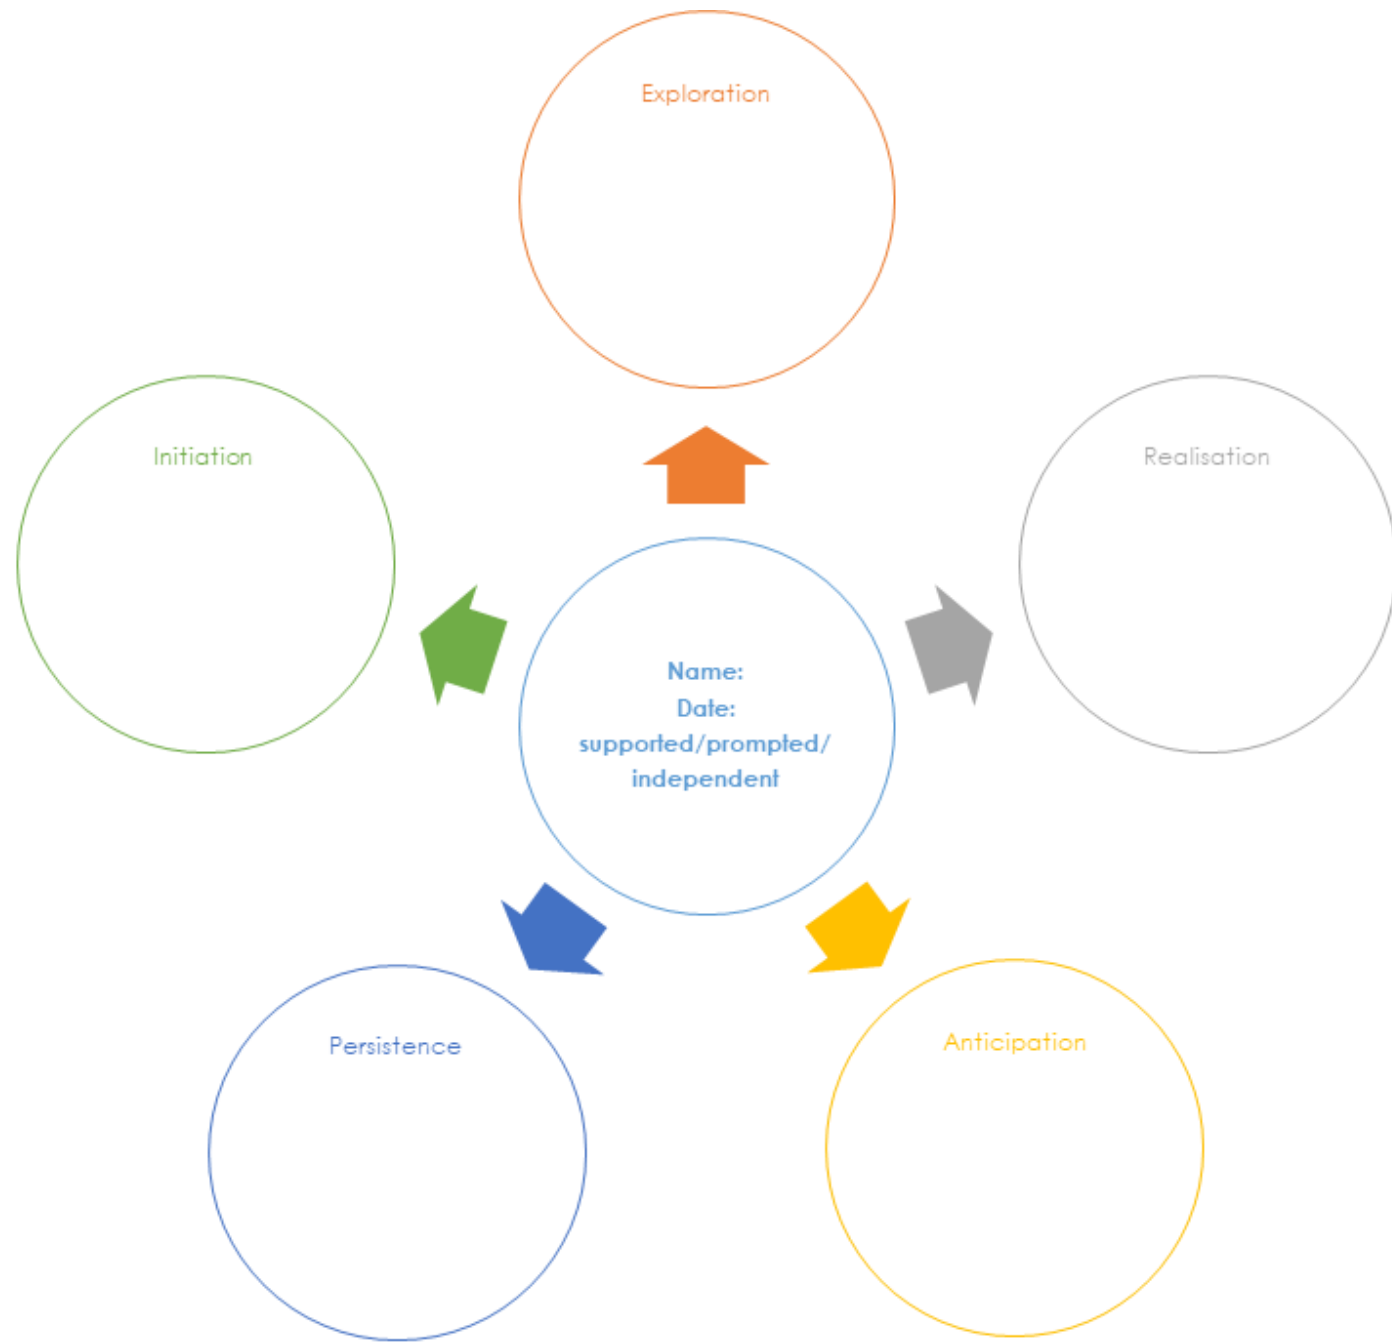 Exploration
Initiation
Realisation
Name:
Date:
supported/prompted/
independent
Persistence
Anticipation